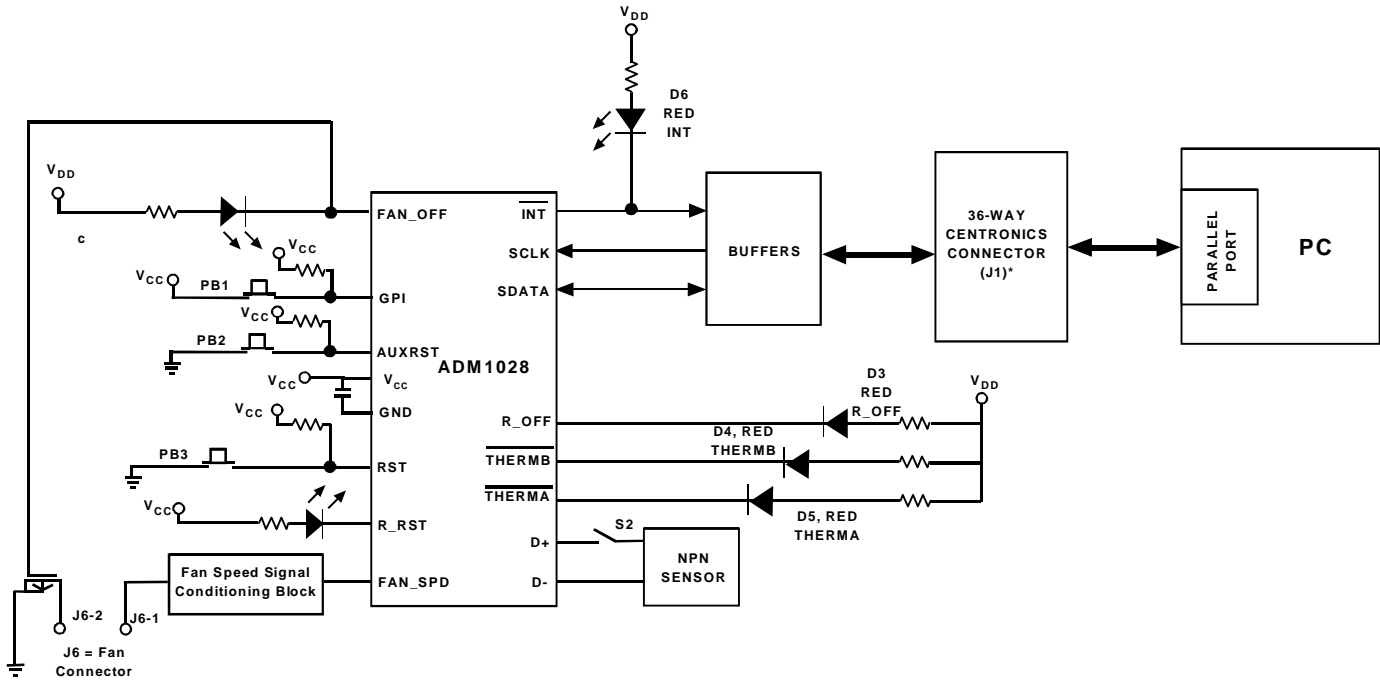 VDD
D6
RED
INT
VDD
c
FAN_OFF
INT
SCLK
SDATA
VCC
VCC
PB1
GPI
VCC
PB2
AUXRST
ADM1028
VCC
VCC
GND
VCC
PB3
RST
VCC
R_RST
Fan Speed Signal
Conditioning Block
FAN_SPD
J6-2
J6-1
J6 = Fan
Connector
BUFFERS
36-WAY
CENTRONICS
CONNECTOR
(J1)*
PARALLEL
PORT
PC
R_OFF
D3
RED
R_OFF
VDD
THERMB
D4, RED
THERMB
THERMA
D5, RED
THERMA
D+
S2
D-
NPN
SENSOR